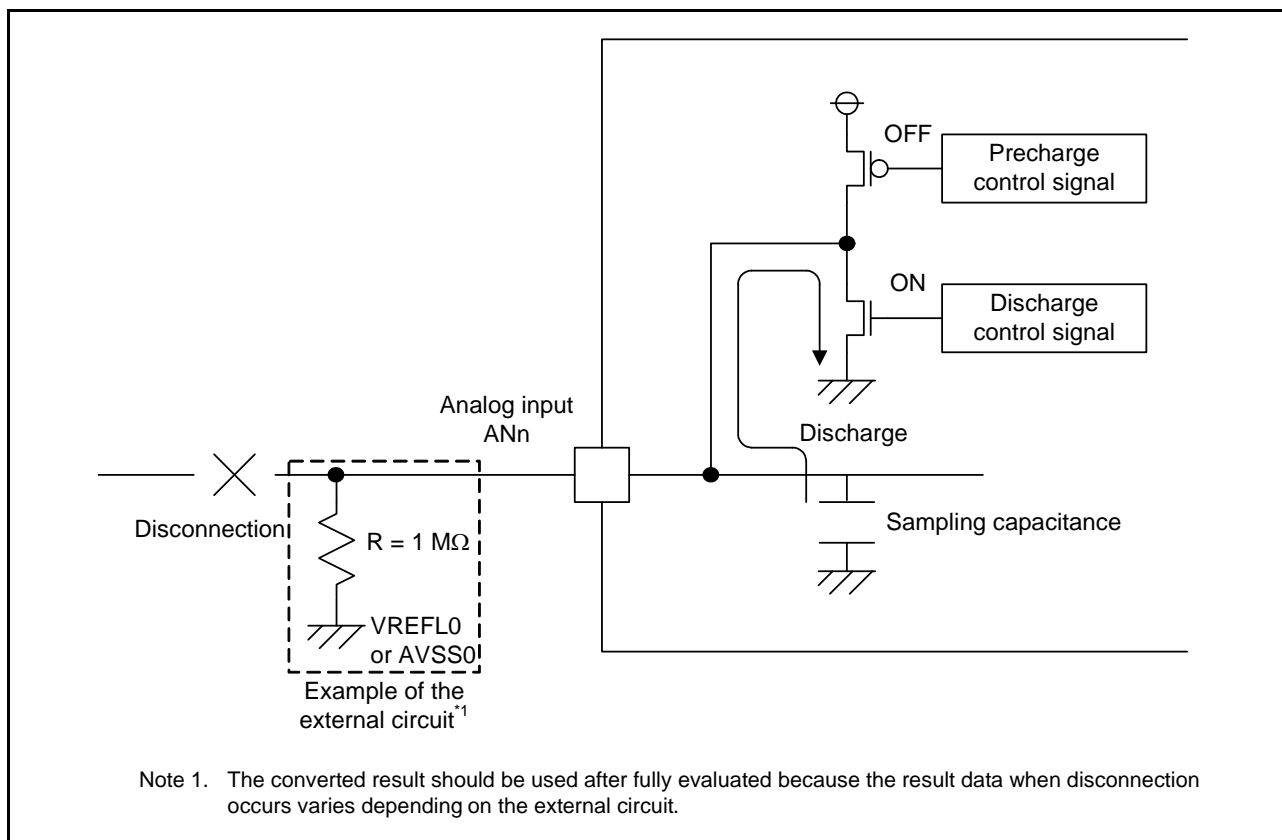 OFF
Precharge
control signal
ON
Discharge
control signal
Analog input
ANn
Discharge
Disconnection
R = 1 MΩ
Sampling capacitance
VREFL0
or AVSS0
Example of the
external circuit*1
Note 1. The converted result should be used after fully evaluated because the result data when disconnection
occurs varies depending on the external circuit.